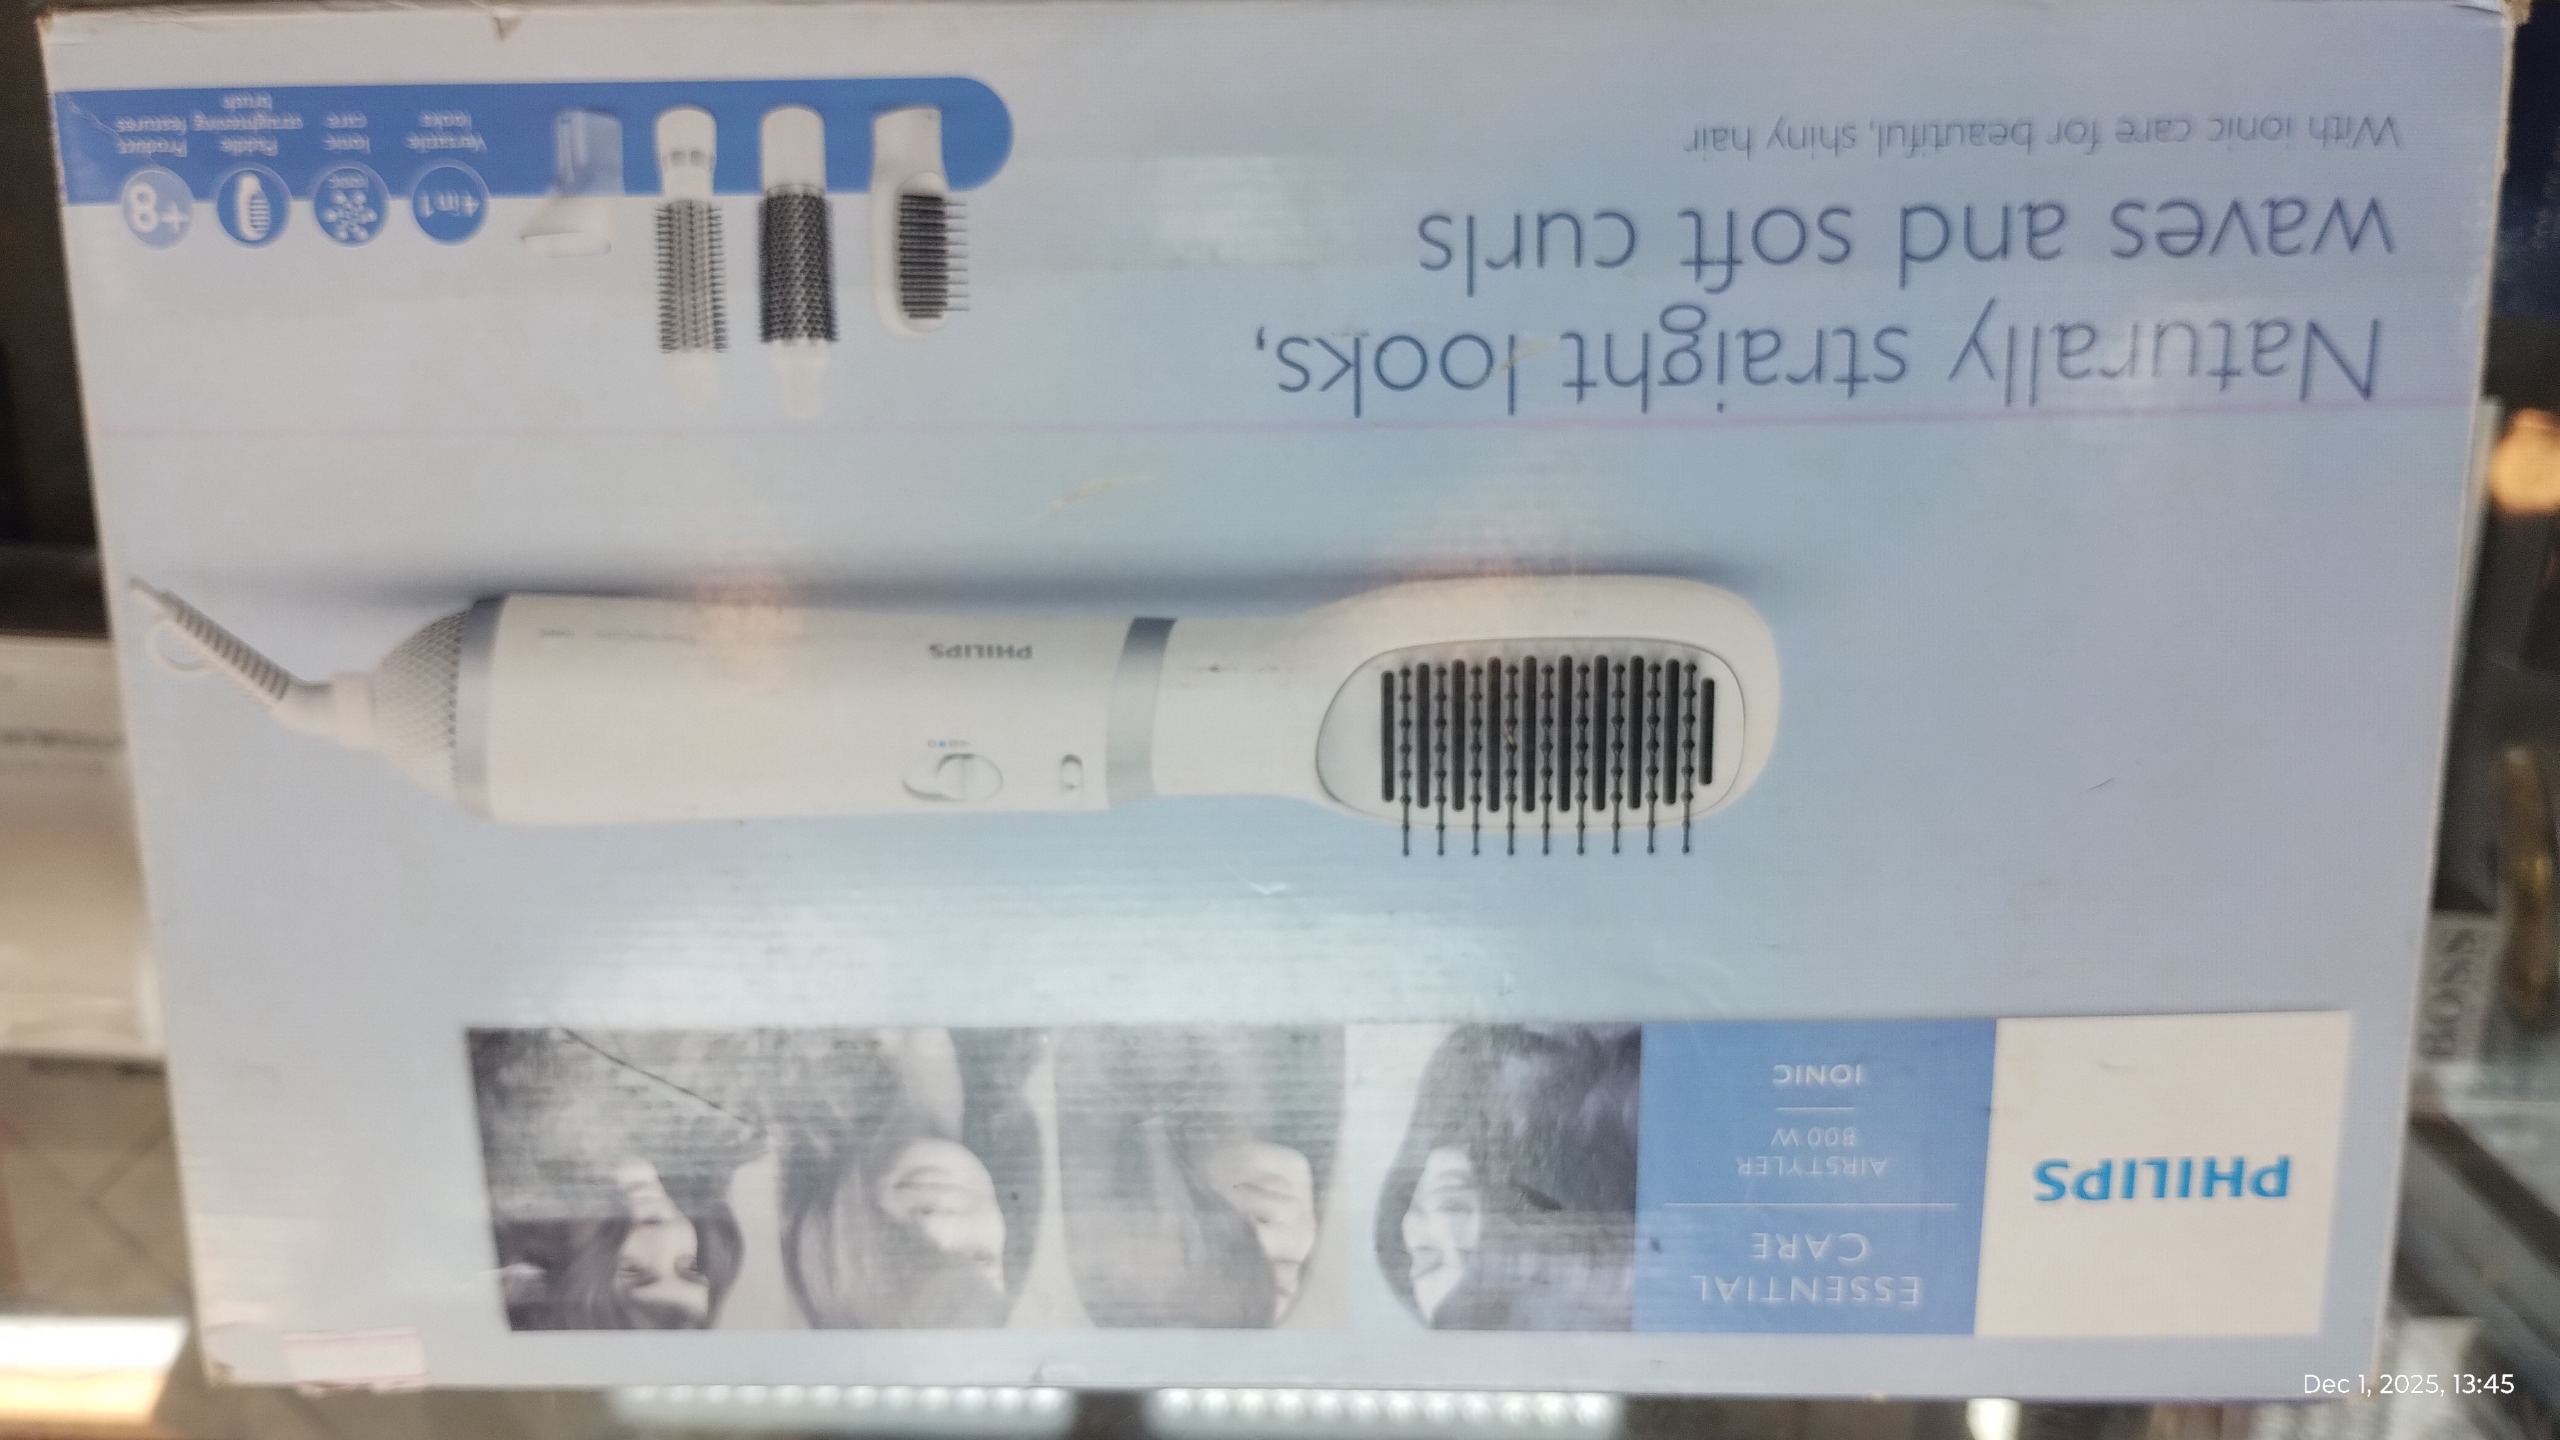 PHILIPS
ESSENTIAL
CARE
AIRSTYLER
800 W
IONIC
PHILIPS
Naturally straight looks,
waves and soft curls
With ionic care for beautiful, shiny hair
4 in 1
Versatile
looks
Ionic
care
Paddle
straightening
brush
+8
Product
features
BOSS
Dec 1, 2025, 13:45